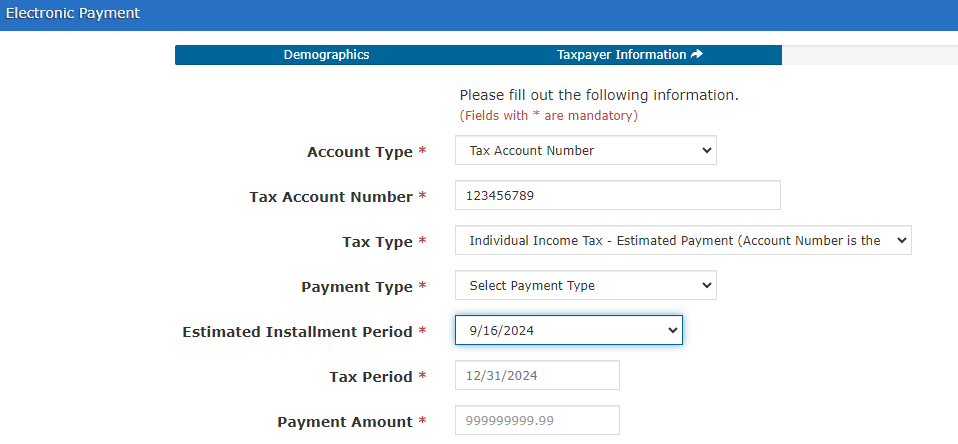 Electronic Payment
Demographics Taxpayer Information
Please fill out the following information.
(Fields with * are mandatory)
Account Type * Tax Account Number
Tax Account Number * 123456789
Tax Type * Individual Income Tax - Estimated Payment (Account Number is the
Payment Type * Select Payment Type
Estimated Installment Period * 9/16/2024
Tax Period * 12/31/2024
Payment Amount * 999999999.99